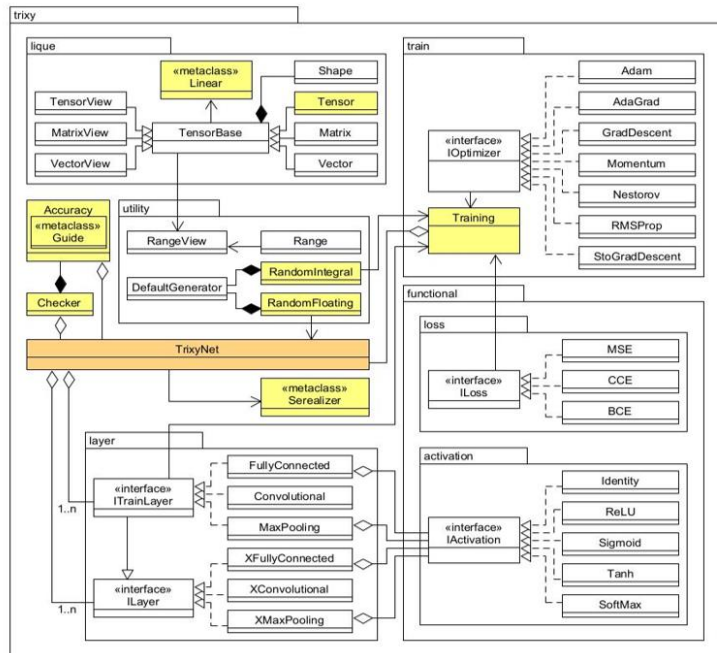 trixy
lique
«metaclass»
Linear
Shape
TensorView
Tensor
MatrixView
TensorBase
Matrix
VectorView
Vector
train
Adam
AdaGrad
«interface»
IOptimizer
GradDescent
Momentum
Nestorov
RMSProp
StoGradDescent
Training
Accuracy
«metaclass»
Guide
Checker
utility
RangeView
Range
DefaultGenerator
RandomIntegral
RandomFloating
TrixyNet
«metaclass»
Serealizer
functional
loss
«interface»
ILoss
MSE
CCE
BCE
layer
«interface»
ITrainLayer
1..n
FullyConnected
Convolutional
MaxPooling
«interface»
ILayer
1..n
XFullyConnected
XConvolutional
XMaxPooling
activation
«interface»
IActivation
Identity
ReLU
Sigmoid
Tanh
SoftMax